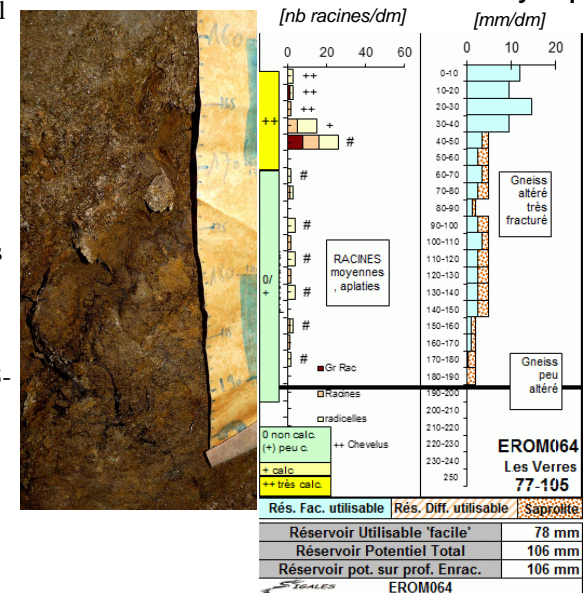 [nb racines/dm]
[mm/dm]
0 20 40 60
0 10 20
++
++
++
+
#
++
#
#
#
#
#
#
0/
+
RACINES
moyennes
, aplaties
Gr Rac
Racines
radicelles
++ Chevelus
0 non calc.
(+) peu c.
+ calc
++ très calc.
0-10
10-20
20-30
30-40
40-50
50-60
60-70
70-80
80-90
90-100
100-110
110-120
120-130
130-140
140-150
150-160
160-170
170-180
180-190
190-200
200-210
210-220
220-230
230-240
250
Gneiss
altéré
très
fracturé
Gneiss
peu
altéré
EROM064
Les Verres
77-105
Rés. Fac. utilisable Rés. Diff. utilisable Saprolite
Réservoir Utilisable 'facile' 78 mm
Réservoir Potentiel Total 106 mm
Réservoir pot. sur prof. Enrac. 106 mm
SIGALES EROM064